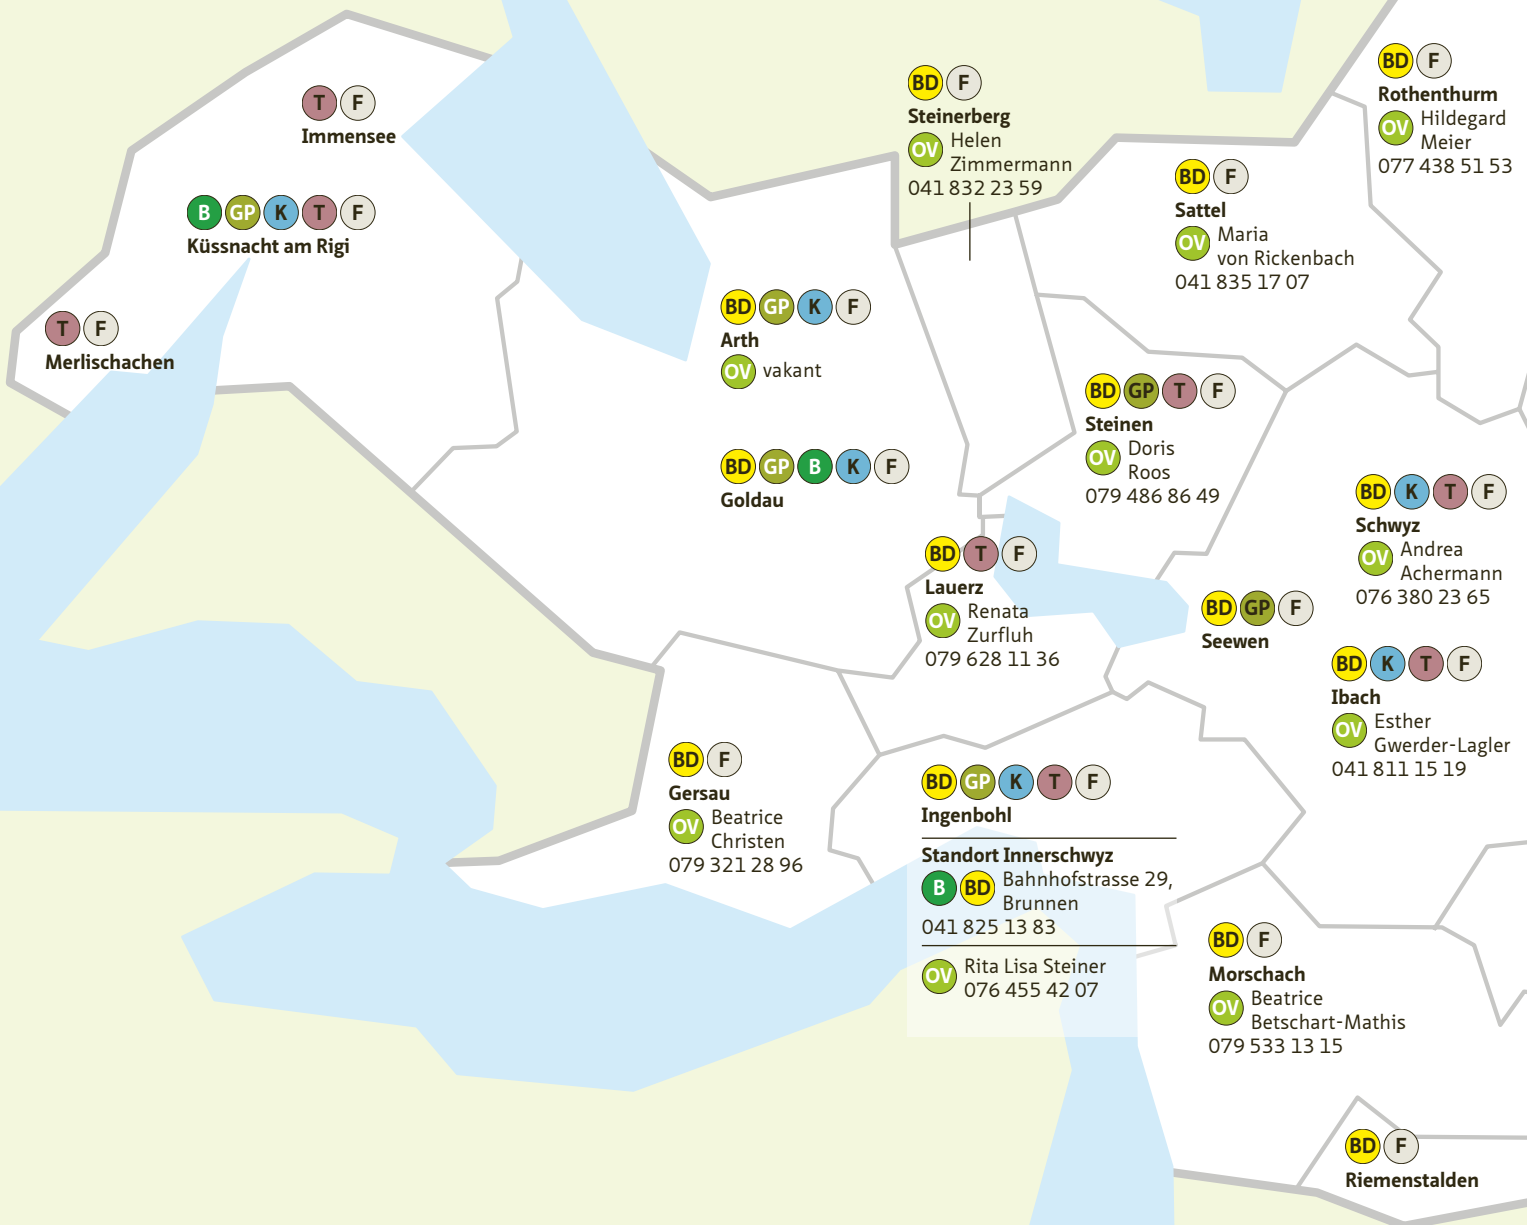 T F
Immensee
B GP K T F
Küssnacht am Rigi
T F
Merlischachen
BD F
Steinerberg
OV Helen
Zimmermann
041 832 23 59
BD F
Rothenthurm
OV Hildegard
Meier
077 438 51 53
BD F
Sattel
OV Maria
von Rickenbach
041 835 17 07
BD GP K F
Arth
OV vakant
BD GP B K F
Goldau
BD GP T F
Steinen
OV Doris
Roos
079 486 86 49
BD T F
Lauerz
OV Renata
Zurfluh
079 628 11 36
BD K T F
Schwyz
OV Andrea
Achermann
076 380 23 65
BD GP F
Seewen
BD K T F
Ibach
OV Esther
Gwerder-Lagler
041 811 15 19
BD F
Gersau
OV Beatrice
Christen
079 321 28 96
BD GP K T F
Ingenbohl
Standort Innerschwyz
B BD Bahnhofstrasse 29,
Brunnen
041 825 13 83
OV Rita Lisa Steiner
076 455 42 07
BD F
Morschach
OV Beatrice
Betschart-Mathis
079 533 13 15
BD F
Riemenstalden